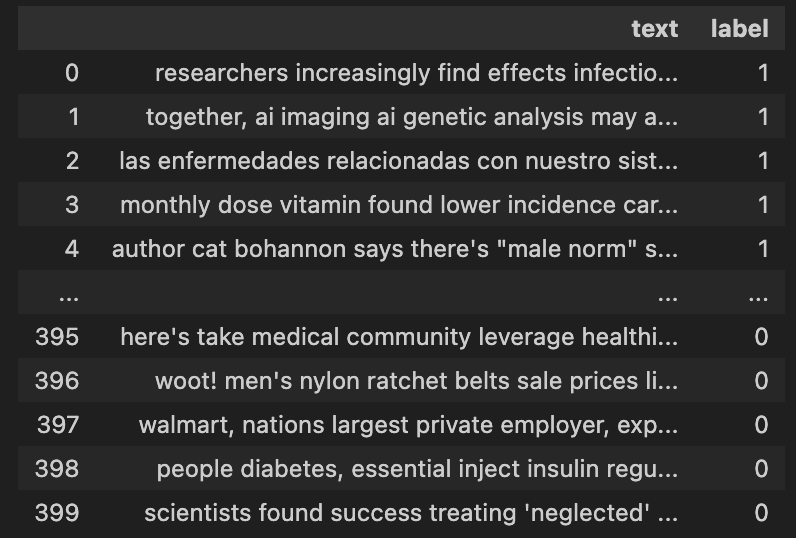 text label
0 researchers increasingly find effects infectio... 1
1 together, ai imaging ai genetic analysis may a... 1
2 las enfermedades relacionadas con nuestro sist... 1
3 monthly dose vitamin found lower incidence car... 1
4 author cat bohannon says there's "male norm" s... 1
... ... ...
395 here's take medical community leverage healthi... 0
396 woot! men's nylon ratchet belts sale prices li... 0
397 walmart, nations largest private employer, exp... 0
398 people diabetes, essential inject insulin regu... 0
399 scientists found success treating 'neglected' ... 0